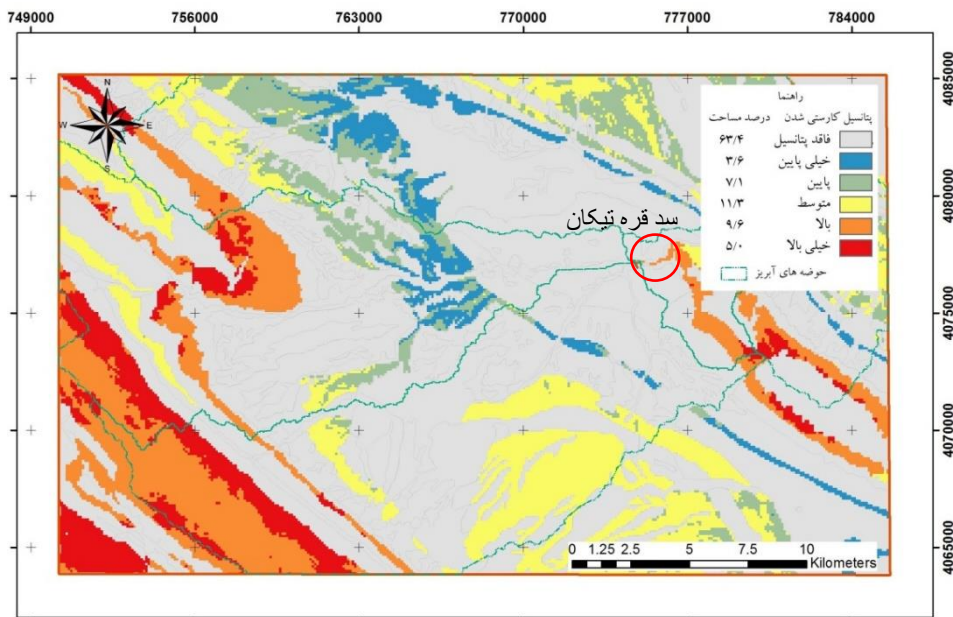 749000 756000 763000 770000 777000 784000
4085000
4080000
4075000
4070000
4065000
N
W E
S
راهنما
پتانسیل کارستی شدن درصد مساحت
فاقد پتانسیل ۶۳/۴
خیلی پایین ۳/۶
پایین ۷/۱
متوسط ۱۱/۳
بالا ۹/۶
خیلی بالا ۵/۰
حوضه های آبریز
سد قره تیکان
0 1.25 2.5 5 7.5 10
Kilometers